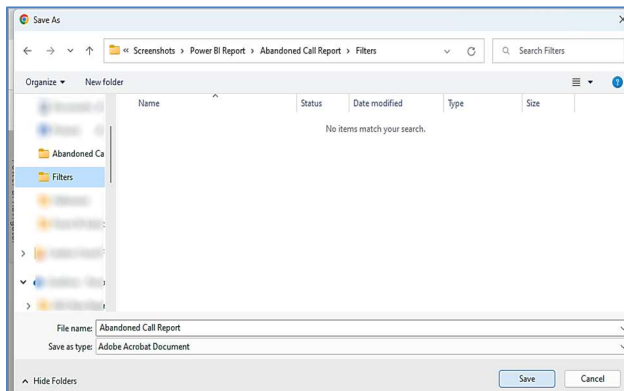 Save As
« Screenshots > Power BI Report > Abandoned Call Report > Filters
Search Filters
Organize New folder
Name Status Date modified Type Size
No items match your search.
Abandoned Ca
Filters
File name: Abandoned Call Report
Save as type: Adobe Acrobat Document
Hide Folders Save Cancel